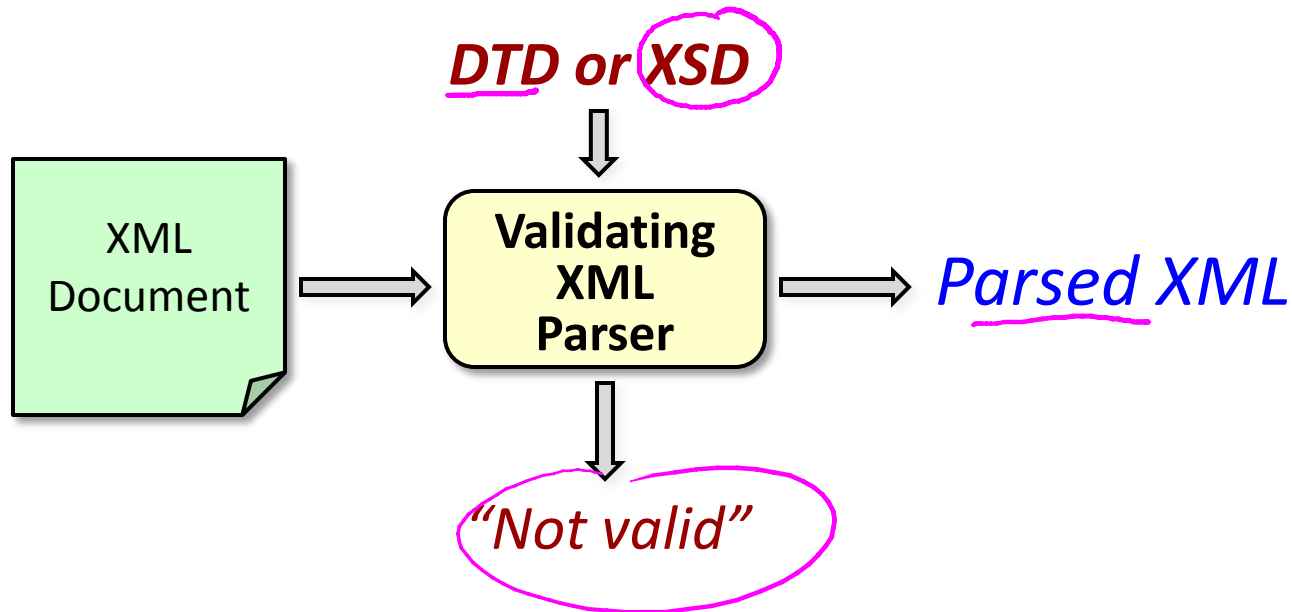 DTD or XSD
XML
Document
Validating
XML
Parser
Parsed XML
“Not valid”